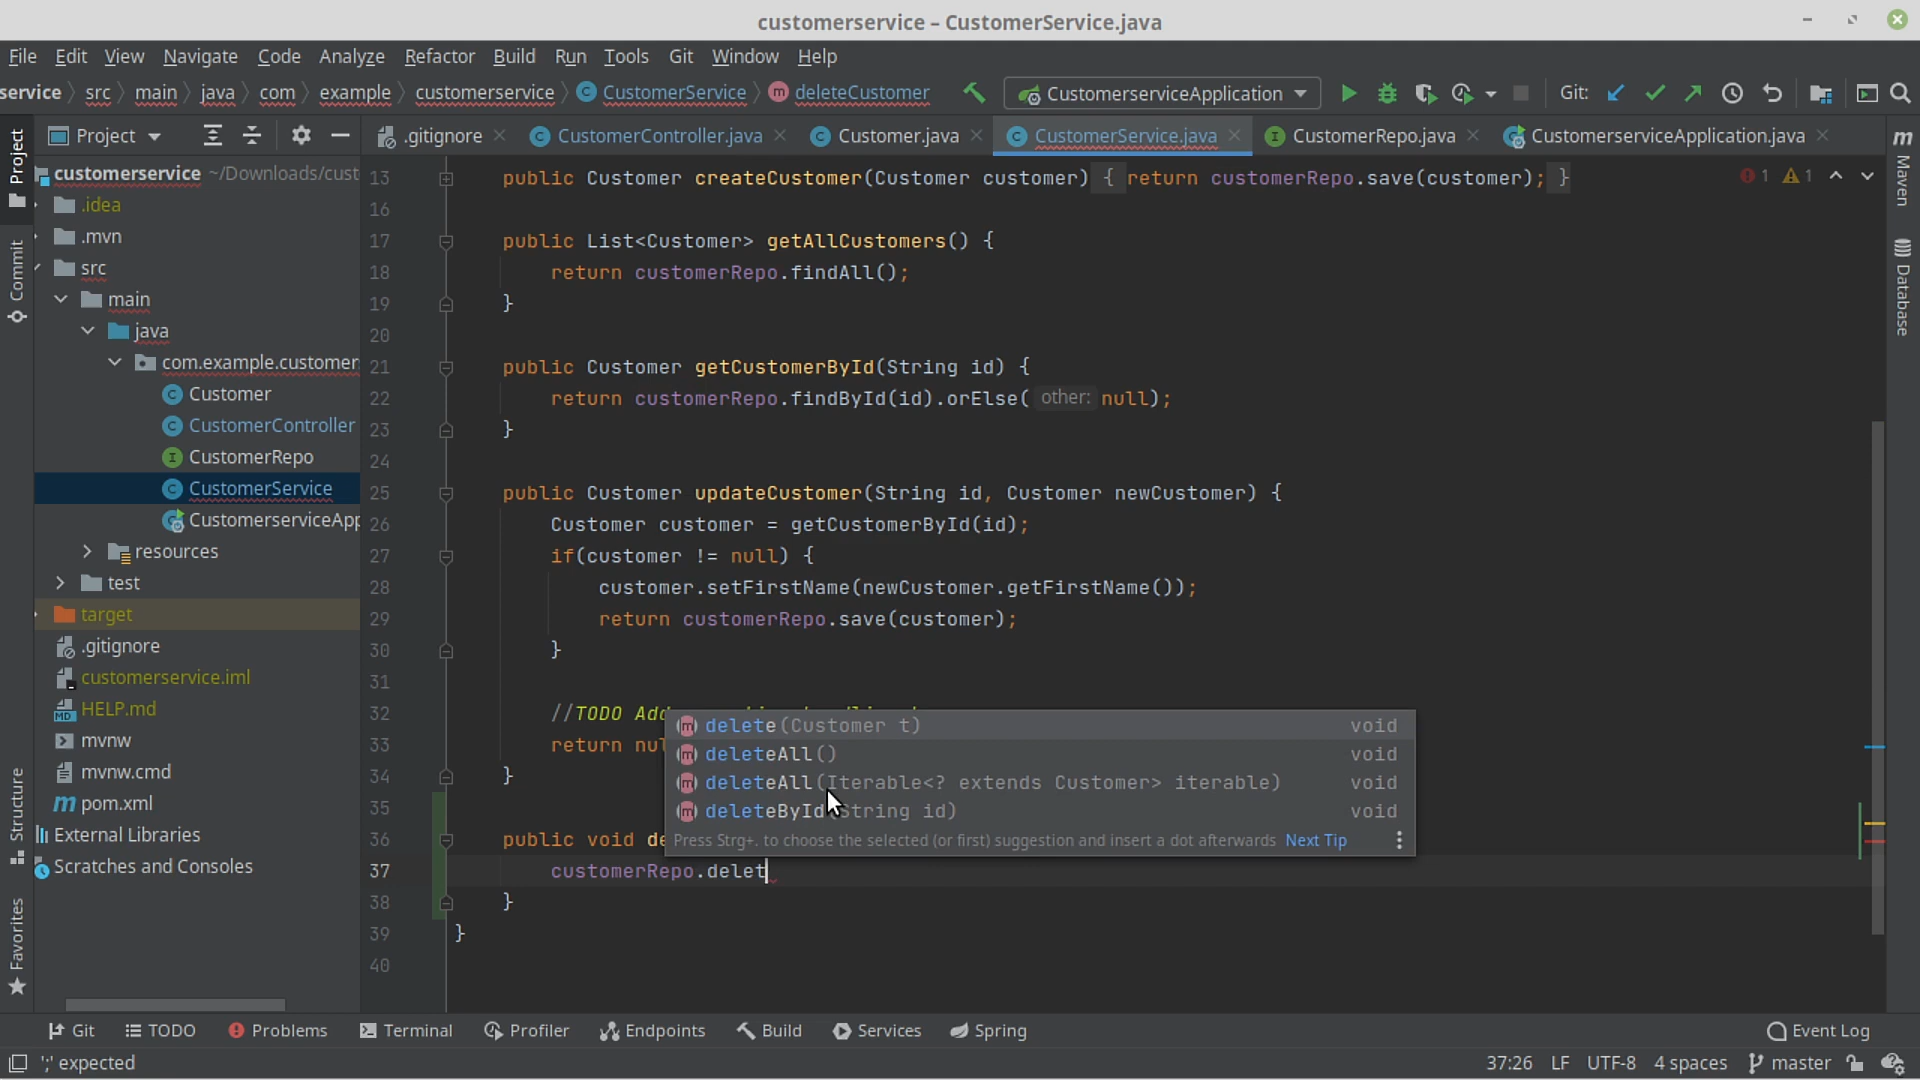 customerservice – CustomerService.java
File Edit View Navigate Code Analyze Refactor Build Run Tools Git Window Help
service src main java com example customerservice CustomerService deleteCustomer CustomerserviceApplication Git:
Project .gitignore CustomerController.java Customer.java CustomerService.java CustomerRepo.java CustomerserviceApplication.java
Project
Commit
Structure
Favorites
customerservice ~/Downloads/cust
.idea
.mvn
src
main
java
com.example.customer
Customer
CustomerController
CustomerRepo
CustomerService
CustomerserviceApp
resources
test
target
.gitignore
customerservice.iml
HELP.md
mvnw
mvnw.cmd
pom.xml
External Libraries
Scratches and Consoles
13 public Customer createCustomer(Customer customer) { return customerRepo.save(customer); }
16
17 public List<Customer> getAllCustomers() {
18 return customerRepo.findAll();
19 }
20
21 public Customer getCustomerById(String id) {
22 return customerRepo.findById(id).orElse( other: null);
23 }
24
25 public Customer updateCustomer(String id, Customer newCustomer) {
26 Customer customer = getCustomerById(id);
27 if(customer != null) {
28 customer.setFirstName(newCustomer.getFirstName());
29 return customerRepo.save(customer);
30 }
31
32 //TODO Add
33 return nul
34 }
35
36 public void de
37 customerRepo.delet
38 }
39 }
40
delete(Customer t) void
deleteAll() void
deleteAll(Iterable<? extends Customer> iterable) void
deleteById(String id) void
Press Strg+. to choose the selected (or first) suggestion and insert a dot afterwards Next Tip
1 1
Maven
Database
Git TODO Problems Terminal Profiler Endpoints Build Services Spring Event Log
';' expected 37:26 LF UTF-8 4 spaces master